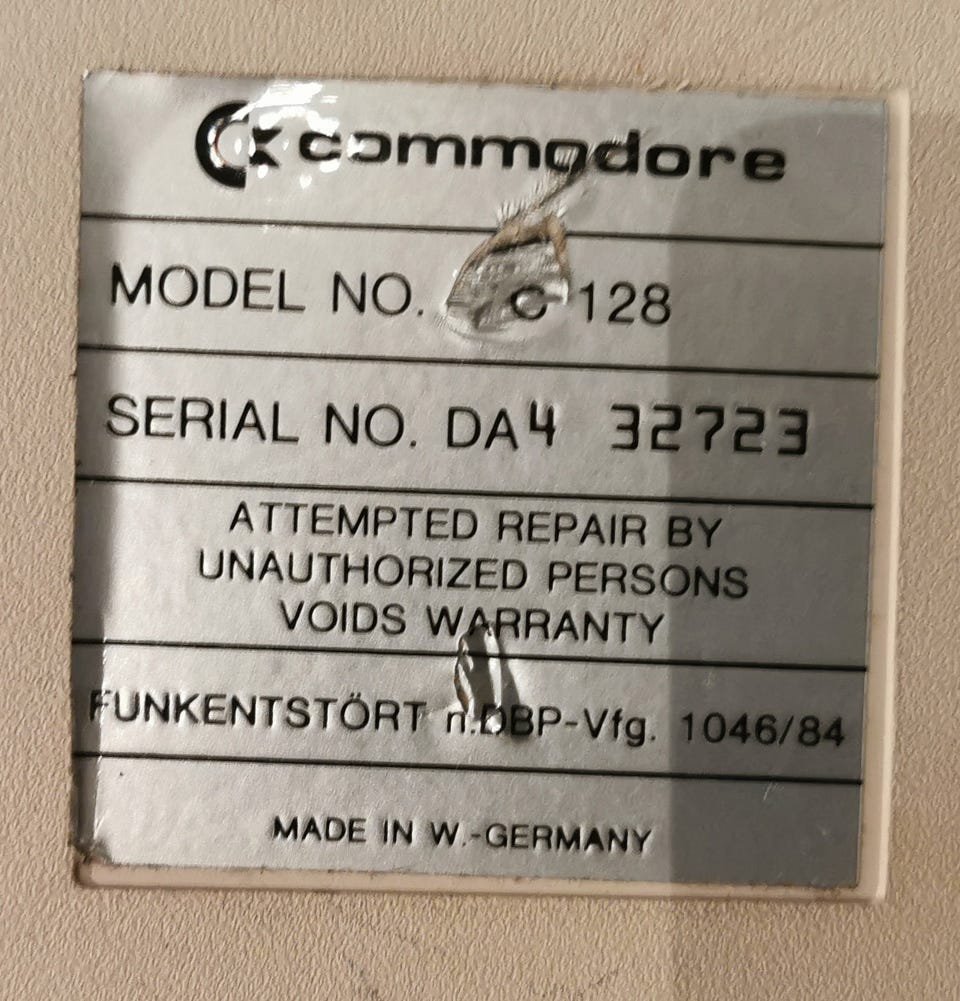 commodore
MODEL NO. C 128
SERIAL NO. DA4 32723
ATTEMPTED REPAIR BY
UNAUTHORIZED PERSONS
VOIDS WARRANTY
FUNKENTSTÖRT n.DBP-Vfg. 1046/84
MADE IN W.-GERMANY